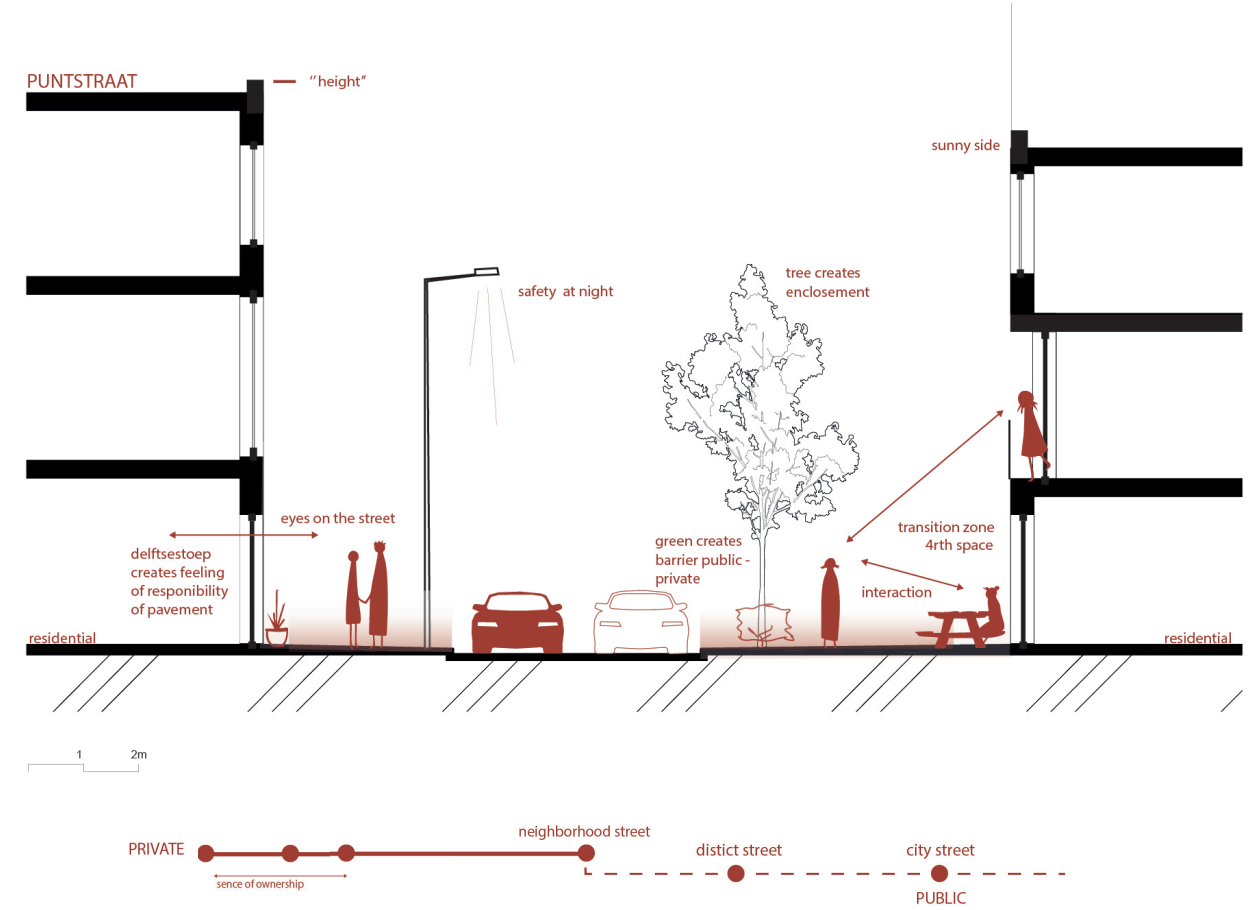 PUNTSTRAAT
‘‘height’’
sunny side
safety at night
tree creates
enclosement
eyes on the street
delftsestoep
creates feeling
of responibility
of pavement
green creates
barrier public -
private
transition zone
4rth space
interaction
residential
residential
1 2m
neighborhood street
PRIVATE
distict street
city street
sence of ownership
PUBLIC